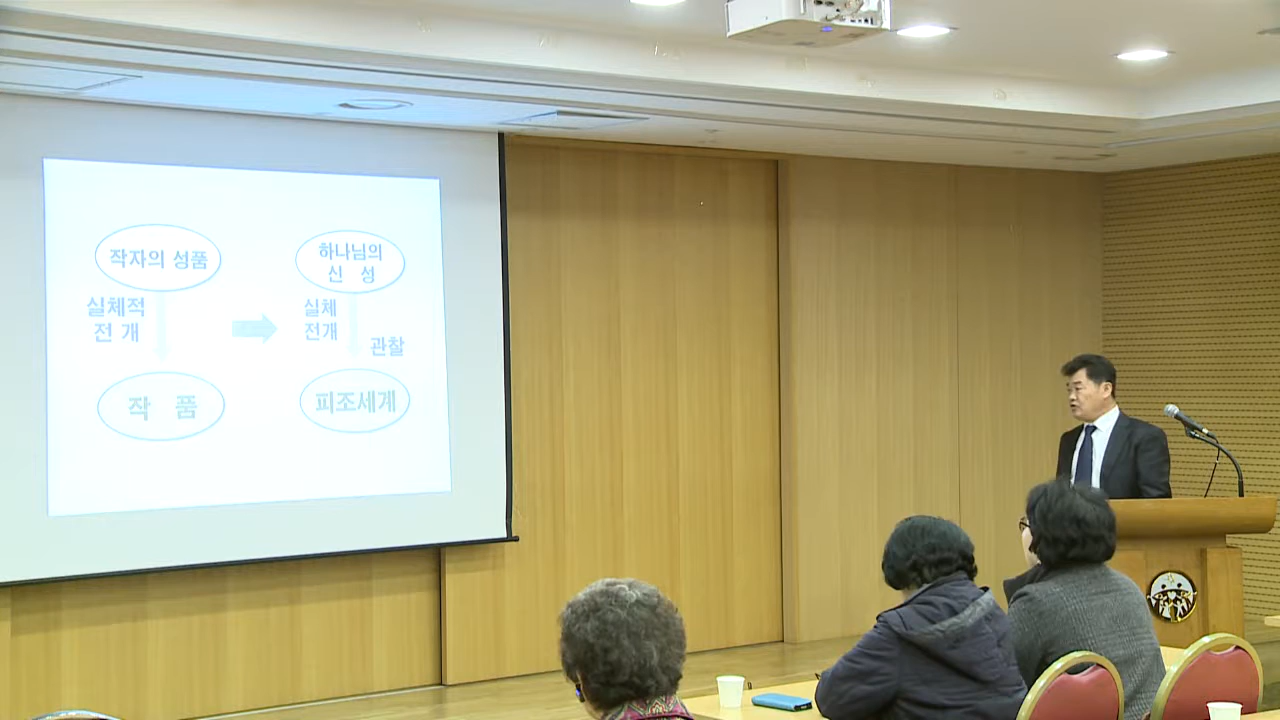 작자의 성품
실체적
전 개
작 품
하나님의
신 성
실체
전개
관찰
피조세계